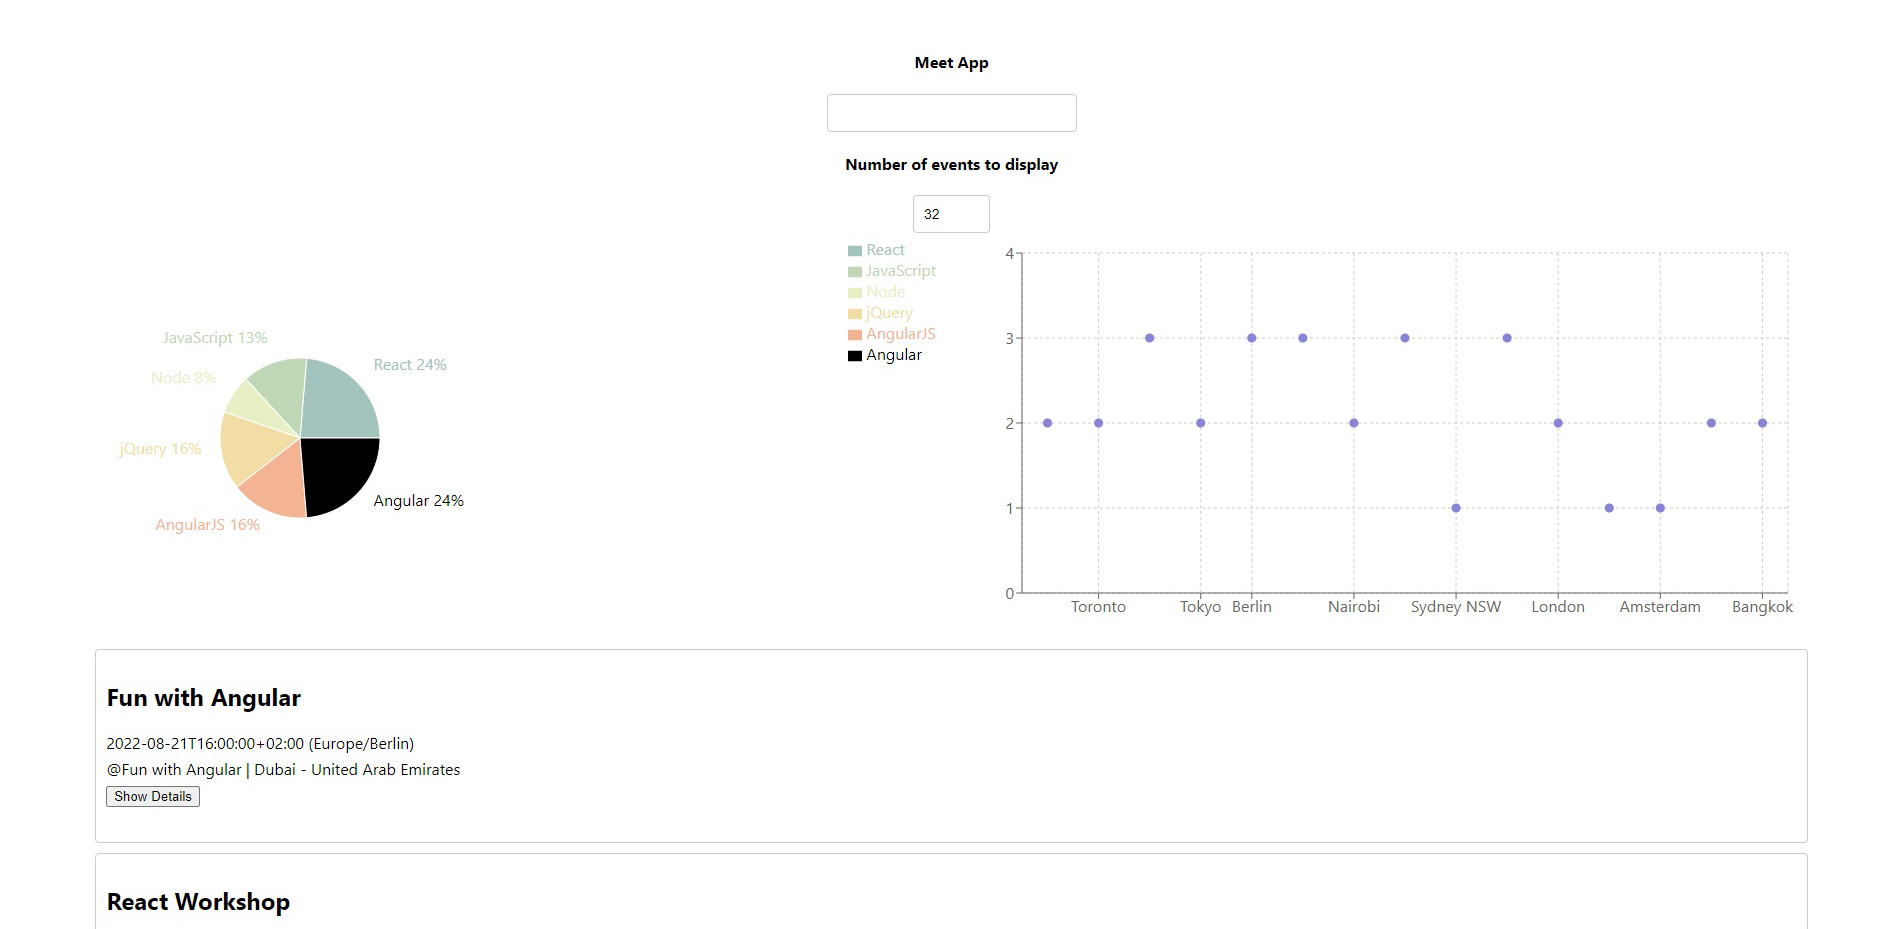 Meet App
Number of events to display
32
React
JavaScript
Node
jQuery
AngularJS
Angular
JavaScript 13%
React 24%
Node 8%
jQuery 16%
Angular 24%
AngularJS 16%
4
3
2
1
0
Toronto Tokyo Berlin Nairobi Sydney NSW London Amsterdam Bangkok
Fun with Angular
2022-08-21T16:00:00+02:00 (Europe/Berlin)
@Fun with Angular | Dubai - United Arab Emirates
Show Details
React Workshop